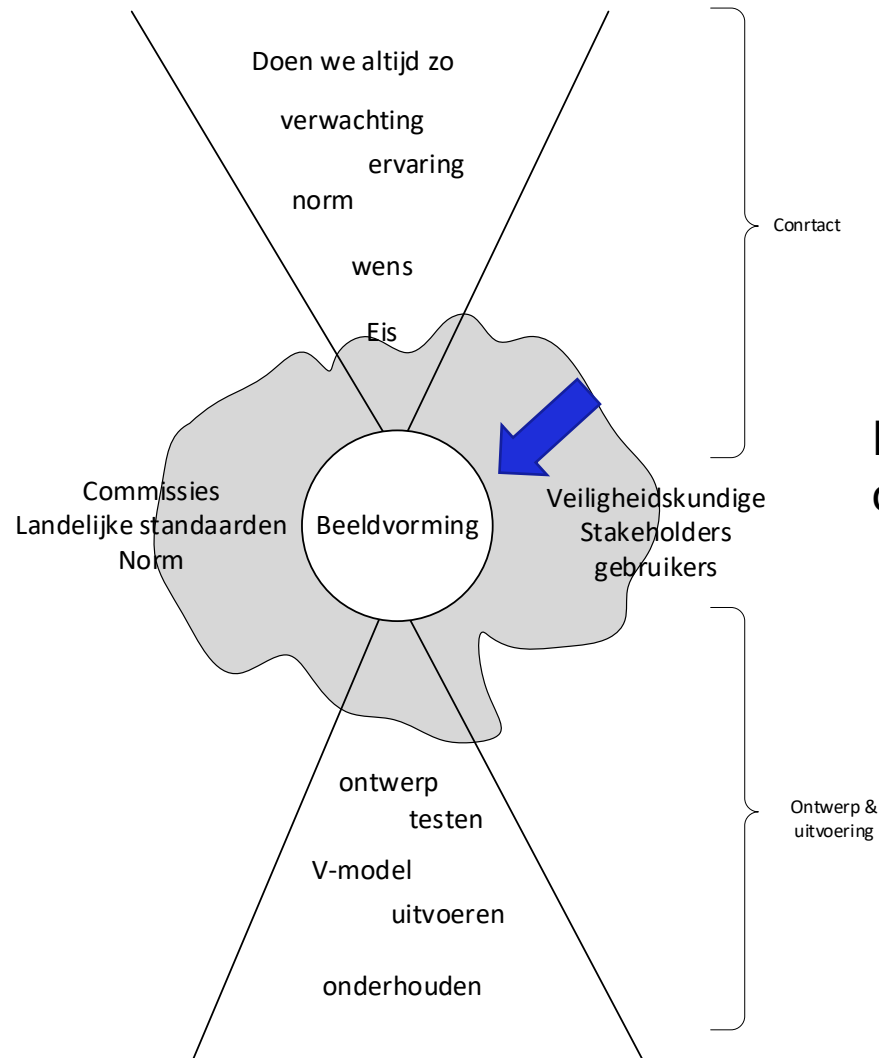 Doen we altijd zo
verwachting
ervaring
norm
wens
Eis
Conrtact
Commissies
Landelijke standaarden
Norm
Beeldvorming
Veiligheidskundige
Stakeholders
gebruikers
ontwerp
testen
V-model
uitvoeren
onderhouden
Ontwerp &
uitvoering